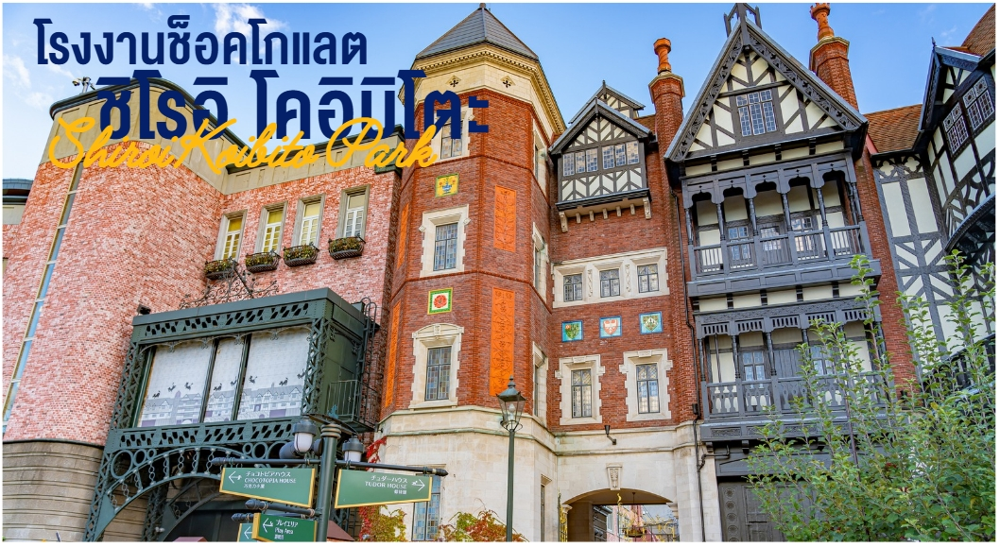 โรงงานช็อคโกแลต
ชิโรอิ โคอิบิโตะ
Shiroi Koibito Park
チョコトピアハウス
CHOCOTOPIA HOUSE
チューダーハウス
TUDOR HOUSE
プレイエリア
Play Area